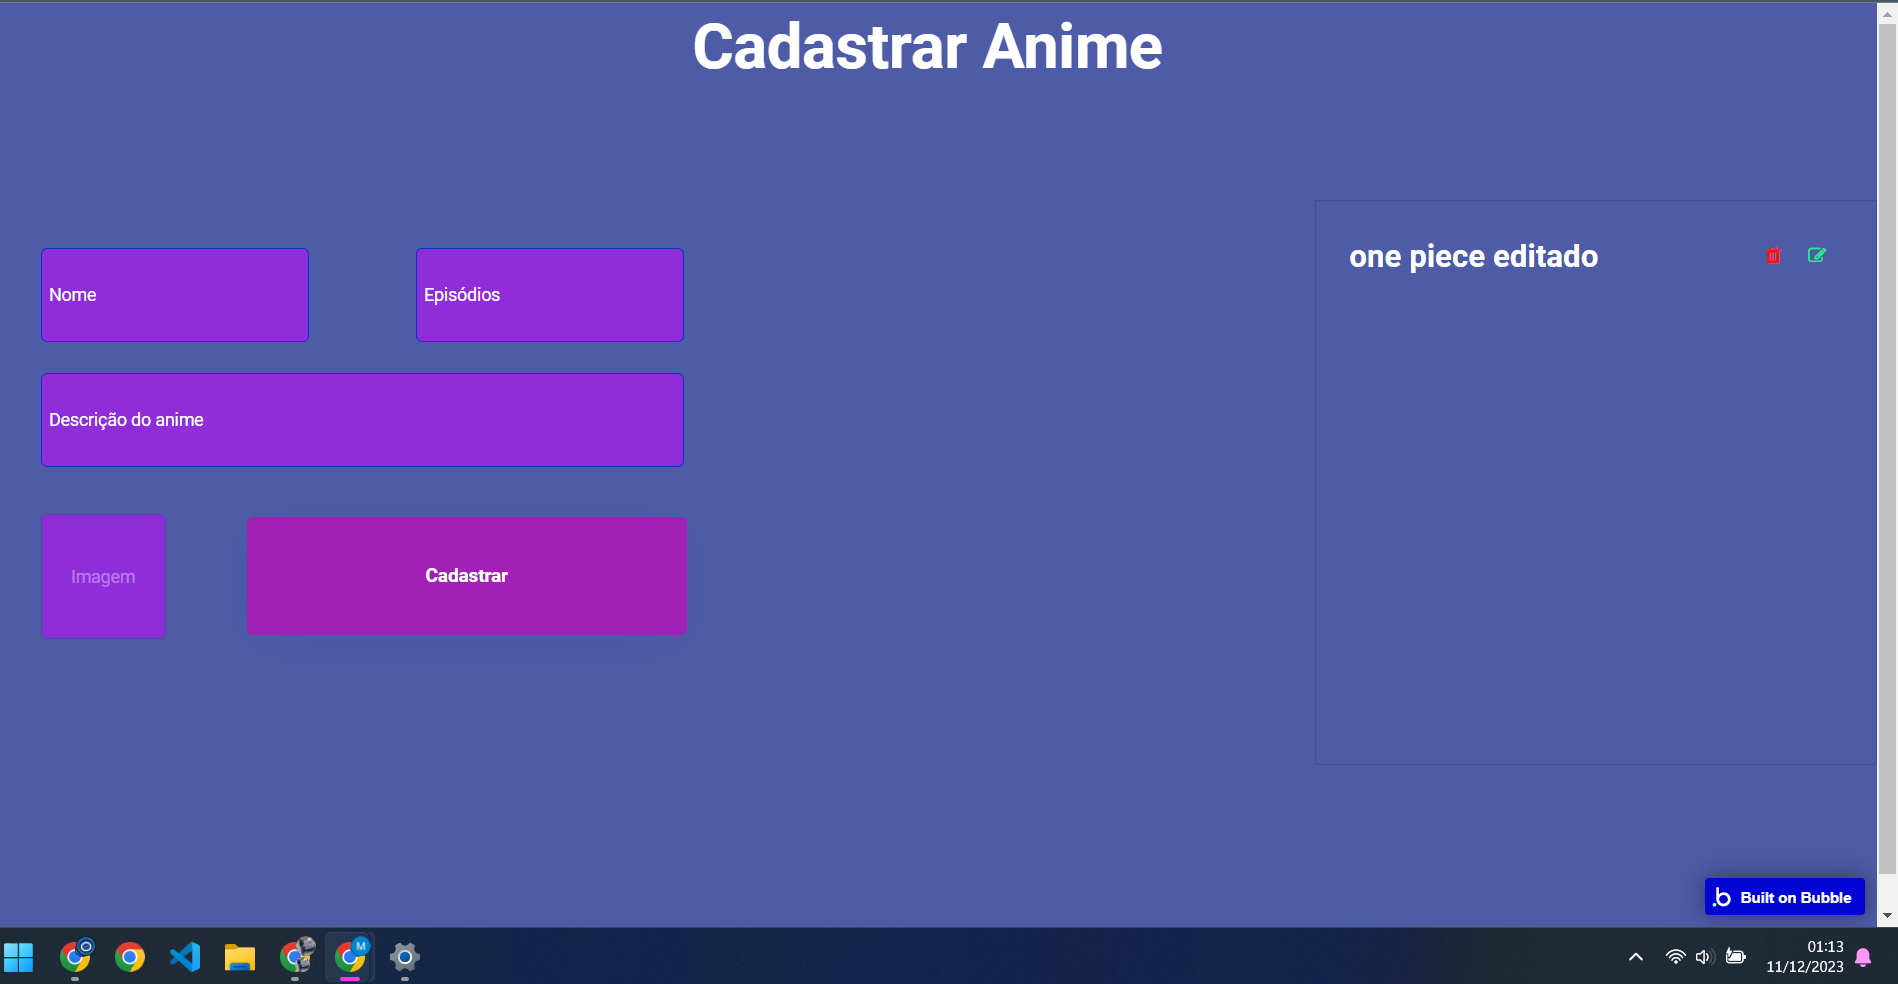 Cadastrar Anime
one piece editado
Nome
Episódios
Descrição do anime
Imagem
Cadastrar
Built on Bubble
M
01:13
11/12/2023